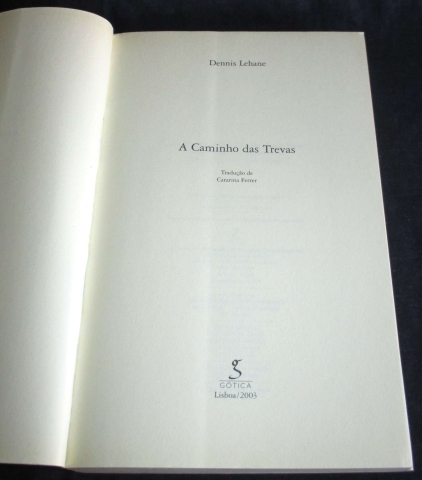 Dennis Lehane
A Caminho das Trevas
Tradução de
Catarina Ferrer
g
GÓTICA
Lisboa/2003